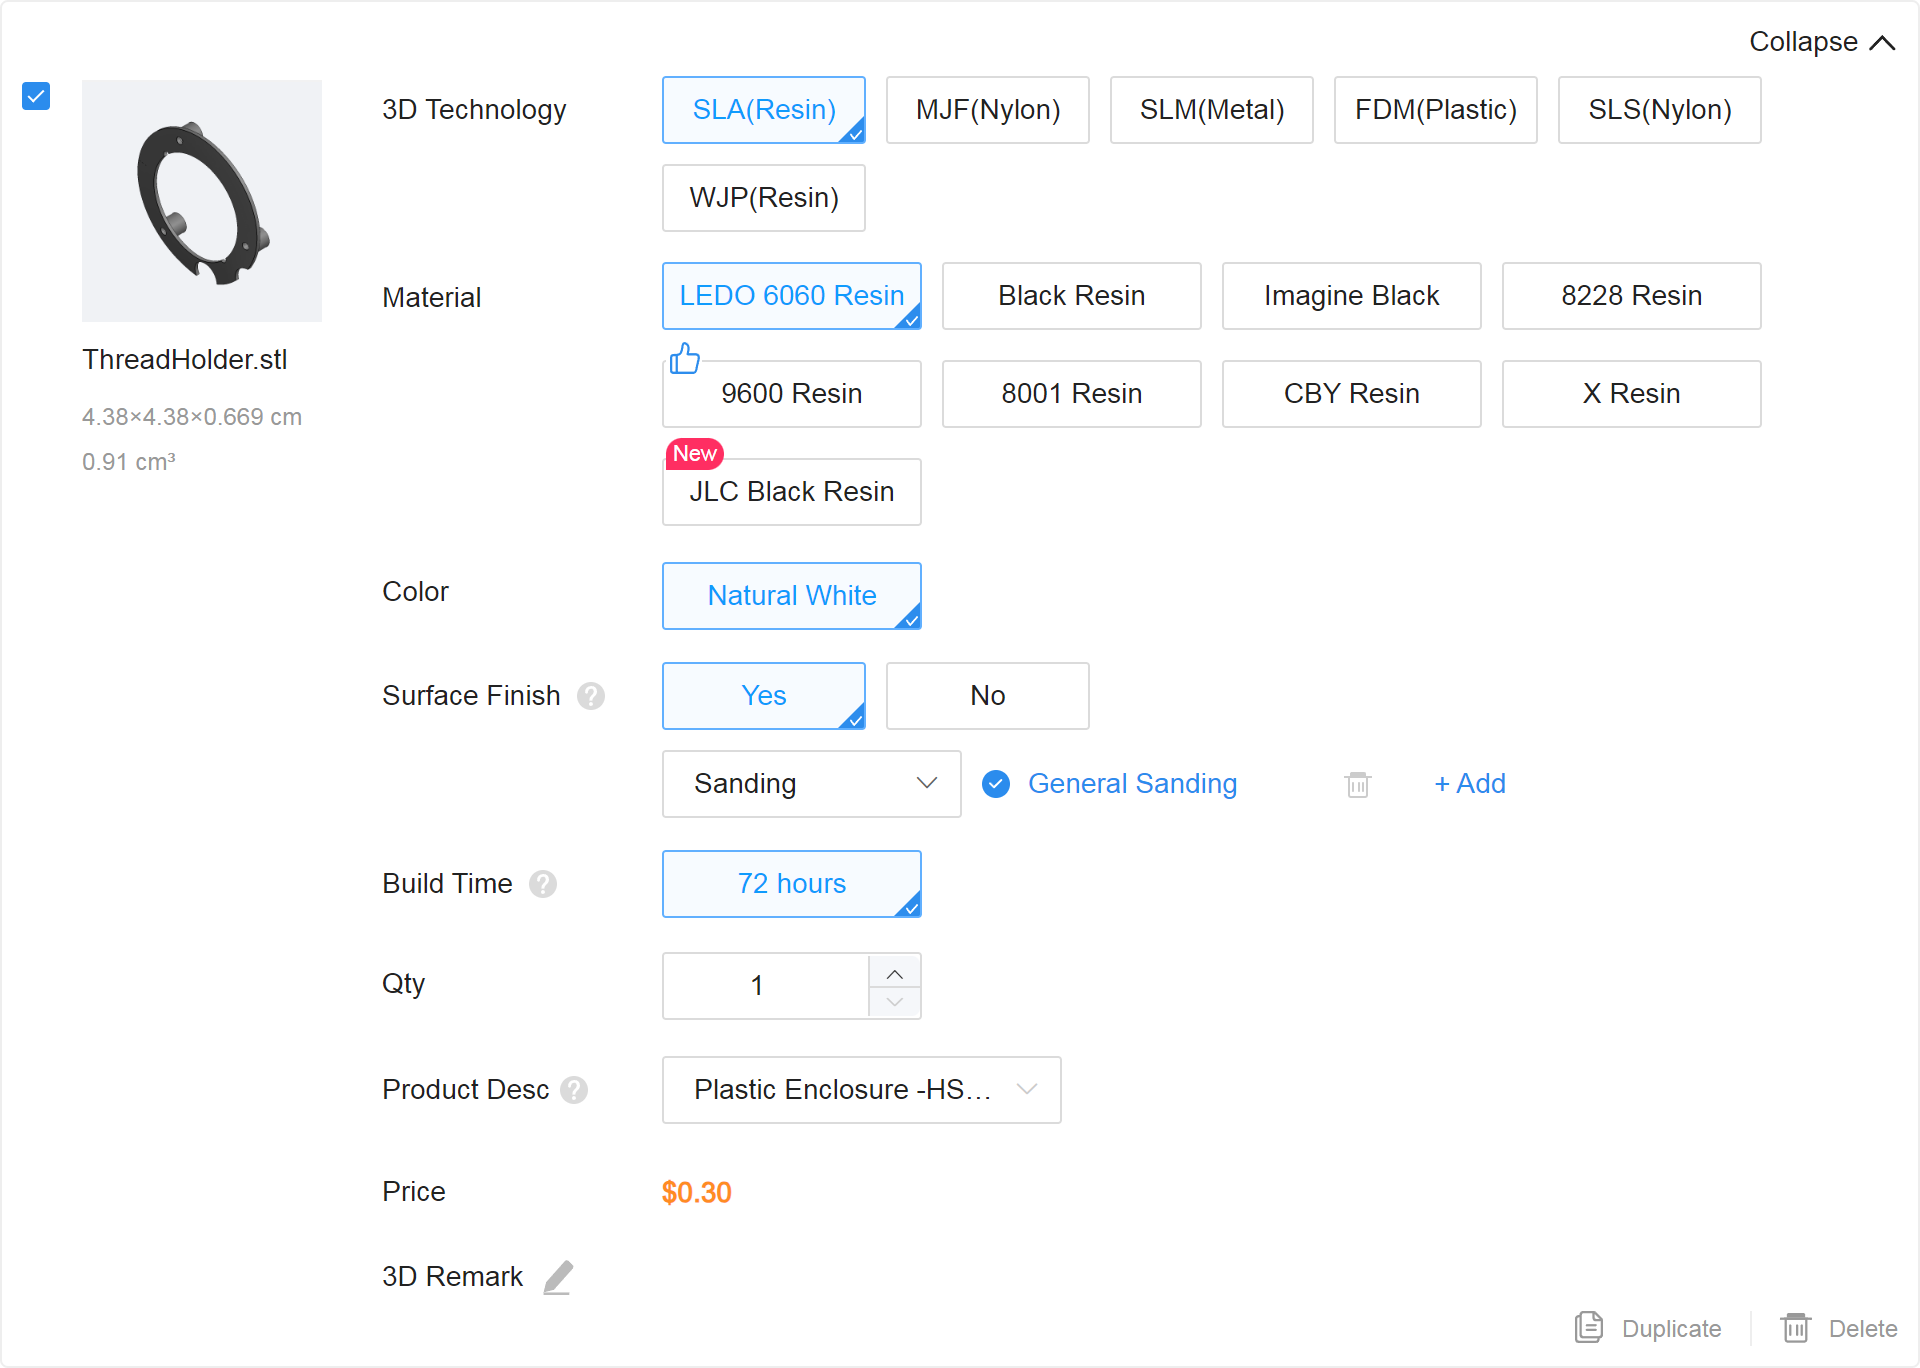 Collapse
3D Technology
SLA(Resin)
MJF(Nylon)
SLM(Metal)
FDM(Plastic)
SLS(Nylon)
WJP(Resin)
ThreadHolder.stl
4.38×4.38×0.669 cm
0.91 cm³
Material
LEDO 6060 Resin
Black Resin
Imagine Black
8228 Resin
9600 Resin
8001 Resin
CBY Resin
X Resin
New
JLC Black Resin
Color
Natural White
Surface Finish ?
Yes
No
Sanding
General Sanding
+ Add
Build Time ?
72 hours
Qty
1
Product Desc ?
Plastic Enclosure -HS...
Price
$0.30
3D Remark
Duplicate
Delete